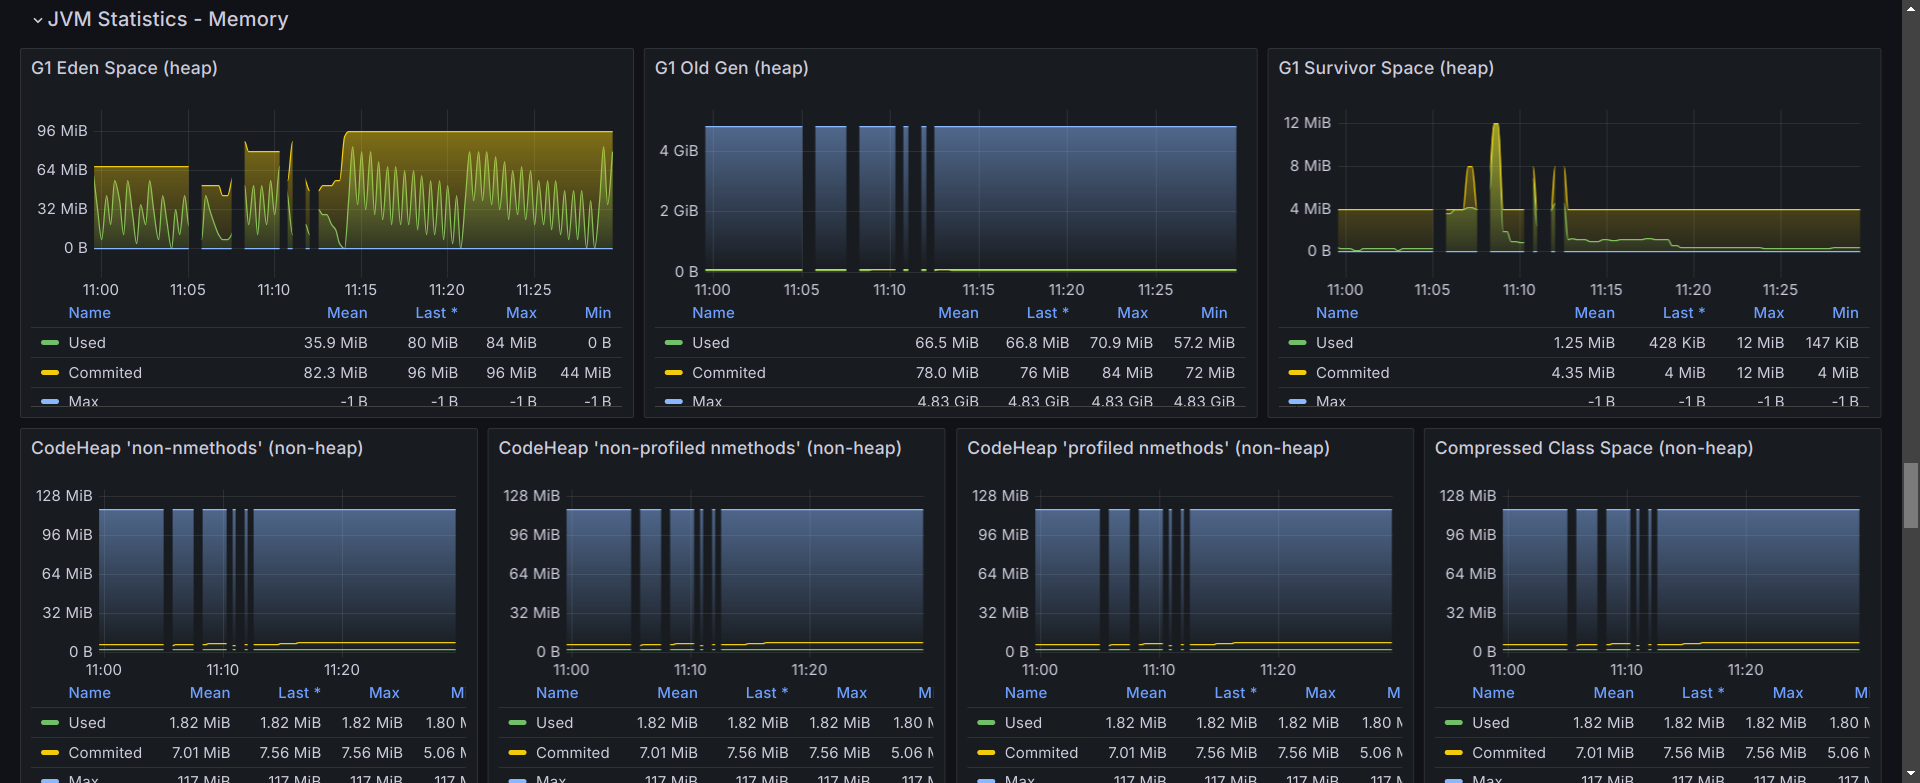 JVM Statistics - Memory
G1 Eden Space (heap)
96 MiB
64 MiB
32 MiB
0 B
11:00 11:05 11:10 11:15 11:20 11:25
Name Mean Last * Max Min
Used 35.9 MiB 80 MiB 84 MiB 0 B
Commited 82.3 MiB 96 MiB 96 MiB 44 MiB
Max -1 B -1 B -1 B -1 B
G1 Old Gen (heap)
4 GiB
2 GiB
0 B
11:00 11:05 11:10 11:15 11:20 11:25
Name Mean Last * Max Min
Used 66.5 MiB 66.8 MiB 70.9 MiB 57.2 MiB
Commited 78.0 MiB 76 MiB 84 MiB 72 MiB
Max 4.83 GiB 4.83 GiB 4.83 GiB 4.83 GiB
G1 Survivor Space (heap)
12 MiB
8 MiB
4 MiB
0 B
11:00 11:05 11:10 11:15 11:20 11:25
Name Mean Last * Max Min
Used 1.25 MiB 428 KiB 12 MiB 147 KiB
Commited 4.35 MiB 4 MiB 12 MiB 4 MiB
Max -1 B -1 B -1 B -1 B
CodeHeap 'non-nmethods' (non-heap)
128 MiB
96 MiB
64 MiB
32 MiB
0 B
11:00 11:10 11:20
Name Mean Last * Max
Used 1.82 MiB 1.82 MiB 1.82 MiB 1.80
Commited 7.01 MiB 7.56 MiB 7.56 MiB 5.06
Max 117 MiB 117 MiB 117 MiB 117
CodeHeap 'non-profiled nmethods' (non-heap)
128 MiB
96 MiB
64 MiB
32 MiB
0 B
11:00 11:10 11:20
Name Mean Last * Max
Used 1.82 MiB 1.82 MiB 1.82 MiB 1.80
Commited 7.01 MiB 7.56 MiB 7.56 MiB 5.06
Max 117 MiB 117 MiB 117 MiB 117
CodeHeap 'profiled nmethods' (non-heap)
128 MiB
96 MiB
64 MiB
32 MiB
0 B
11:00 11:10 11:20
Name Mean Last * Max
Used 1.82 MiB 1.82 MiB 1.82 MiB 1.80
Commited 7.01 MiB 7.56 MiB 7.56 MiB 5.06
Max 117 MiB 117 MiB 117 MiB 117
Compressed Class Space (non-heap)
128 MiB
96 MiB
64 MiB
32 MiB
0 B
11:00 11:10 11:20
Name Mean Last * Max
Used 1.82 MiB 1.82 MiB 1.82 MiB 1.80
Commited 7.01 MiB 7.56 MiB 7.56 MiB 5.06
Max 117 MiB 117 MiB 117 MiB 117